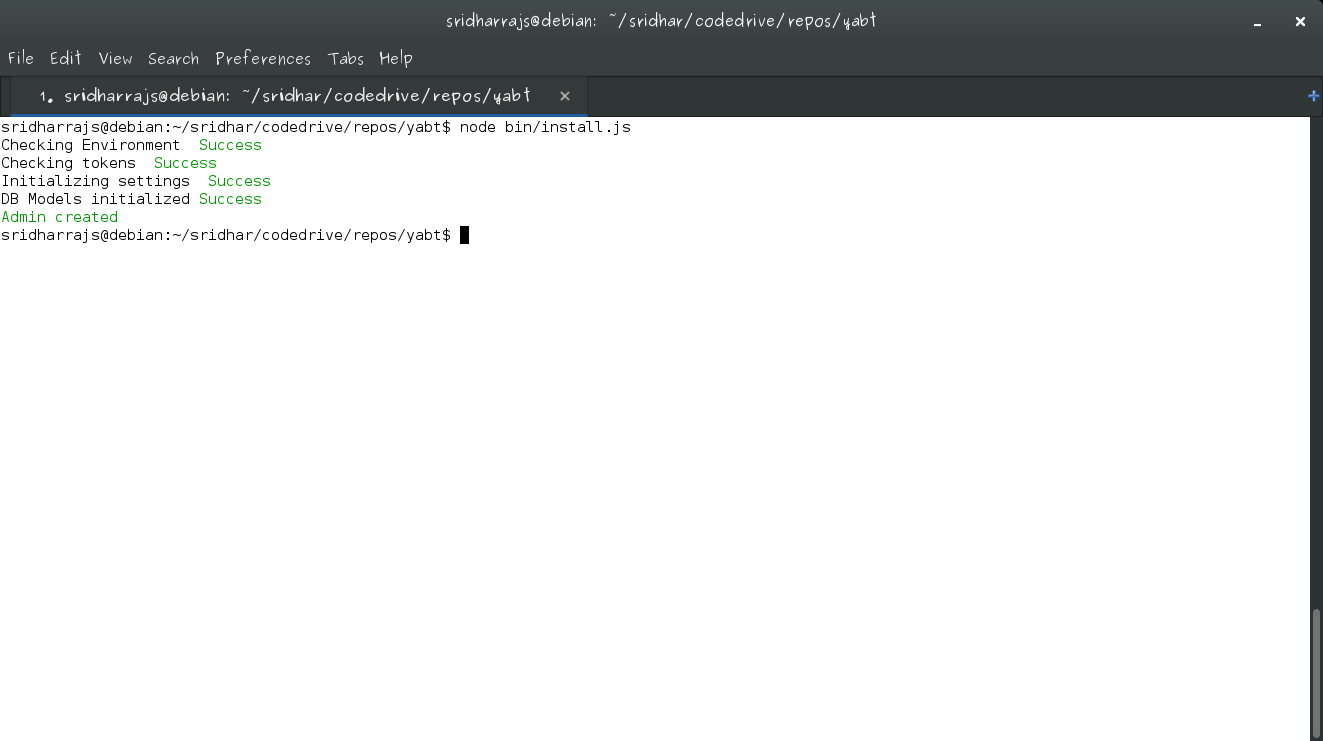 sridharrajs@debian: ~/sridhar/codedrive/repos/yabt
File Edit View Search Preferences Tabs Help
1. sridharrajs@debian: ~/sridhar/codedrive/repos/yabt
sridharrajs@debian:~/sridhar/codedrive/repos/yabt$ node bin/install.js
Checking Environment  Success
Checking tokens  Success
Initializing settings  Success
DB Models initialized Success
Admin created
sridharrajs@debian:~/sridhar/codedrive/repos/yabt$